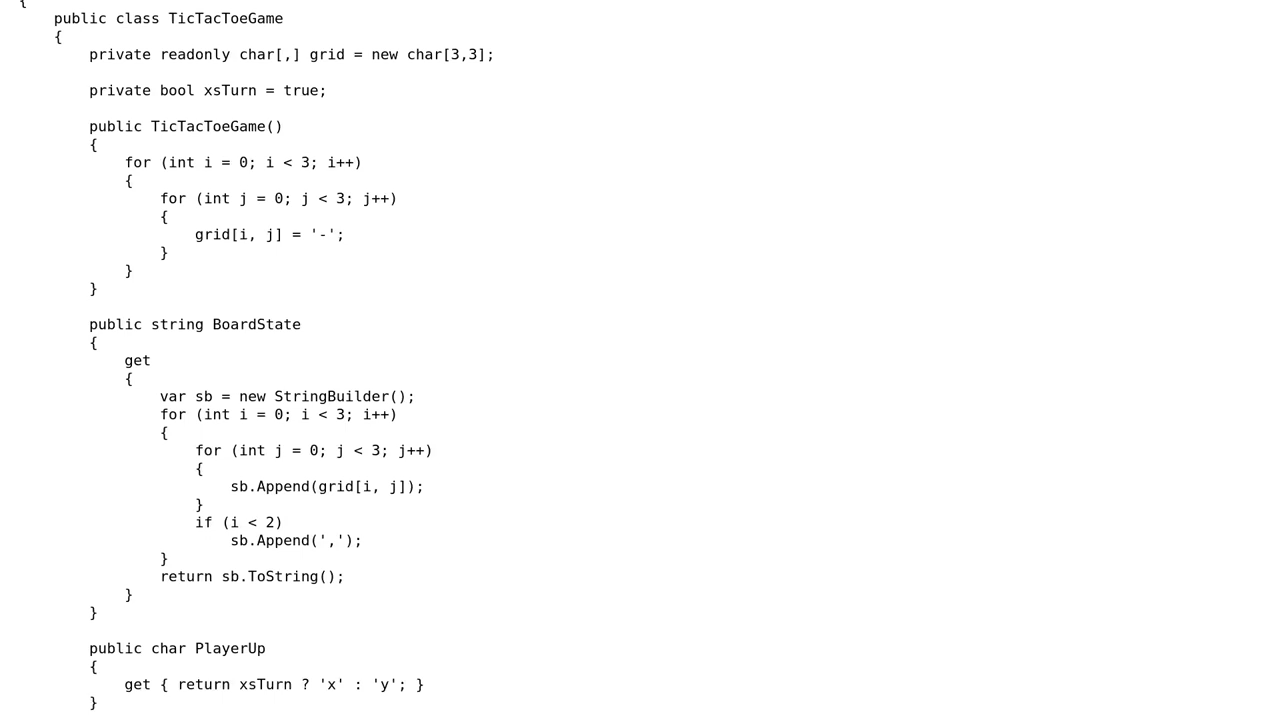 {
    public class TicTacToeGame
    {
        private readonly char[,] grid = new char[3,3];

        private bool xsTurn = true;

        public TicTacToeGame()
        {
            for (int i = 0; i < 3; i++)
            {
                for (int j = 0; j < 3; j++)
                {
                    grid[i, j] = '-';
                }
            }
        }

        public string BoardState
        {
            get
            {
                var sb = new StringBuilder();
                for (int i = 0; i < 3; i++)
                {
                    for (int j = 0; j < 3; j++)
                    {
                        sb.Append(grid[i, j]);
                    }
                    if (i < 2)
                        sb.Append(',');
                }
                return sb.ToString();
            }
        }

        public char PlayerUp
        {
            get { return xsTurn ? 'x' : 'y'; }
        }